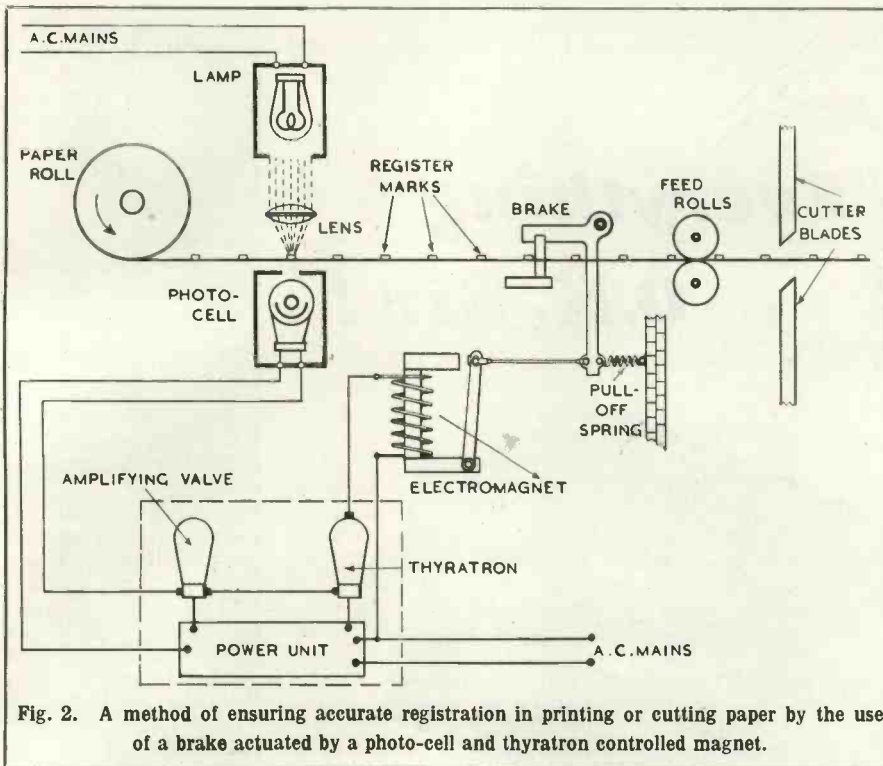 A.C.MAINS
LAMP
PAPER
ROLL
REGISTER
MARKS
LENS
BRAKE
FEED
ROLLS
CUTTER
BLADES
PHOTO-
CELL
PULL-
OFF
SPRING
ELECTROMAGNET
AMPLIFYING VALVE
THYRATRON
POWER UNIT
A.C.MAINS
Fig. 2. A method of ensuring accurate registration in printing or cutting paper by the use
of a brake actuated by a photo-cell and thyratron controlled magnet.